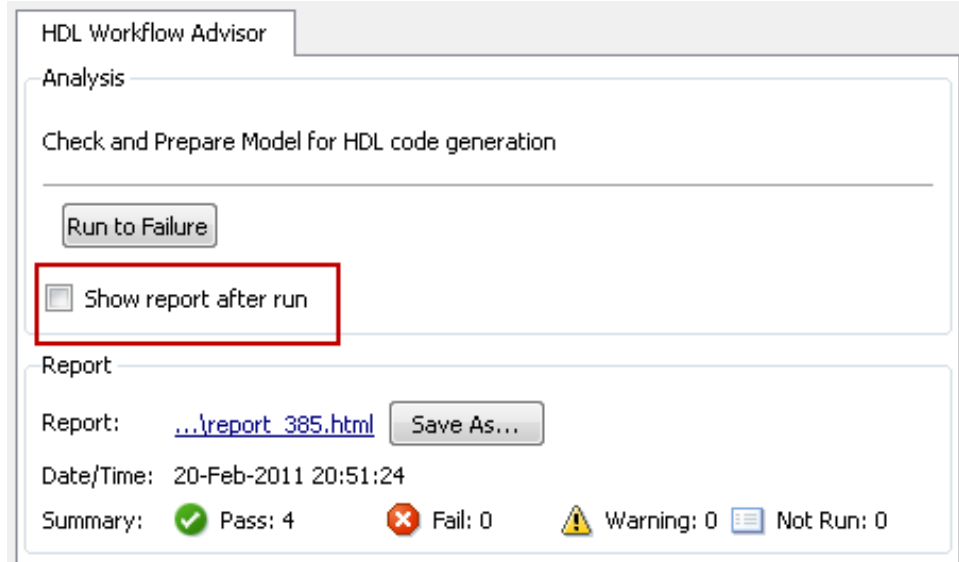 HDL Workflow Advisor
Analysis
Check and Prepare Model for HDL code generation
Run to Failure
Show report after run
Report
Report: ...\report_385.html Save As...
Date/Time: 20-Feb-2011 20:51:24
Summary: Pass: 4 Fail: 0 Warning: 0 Not Run: 0